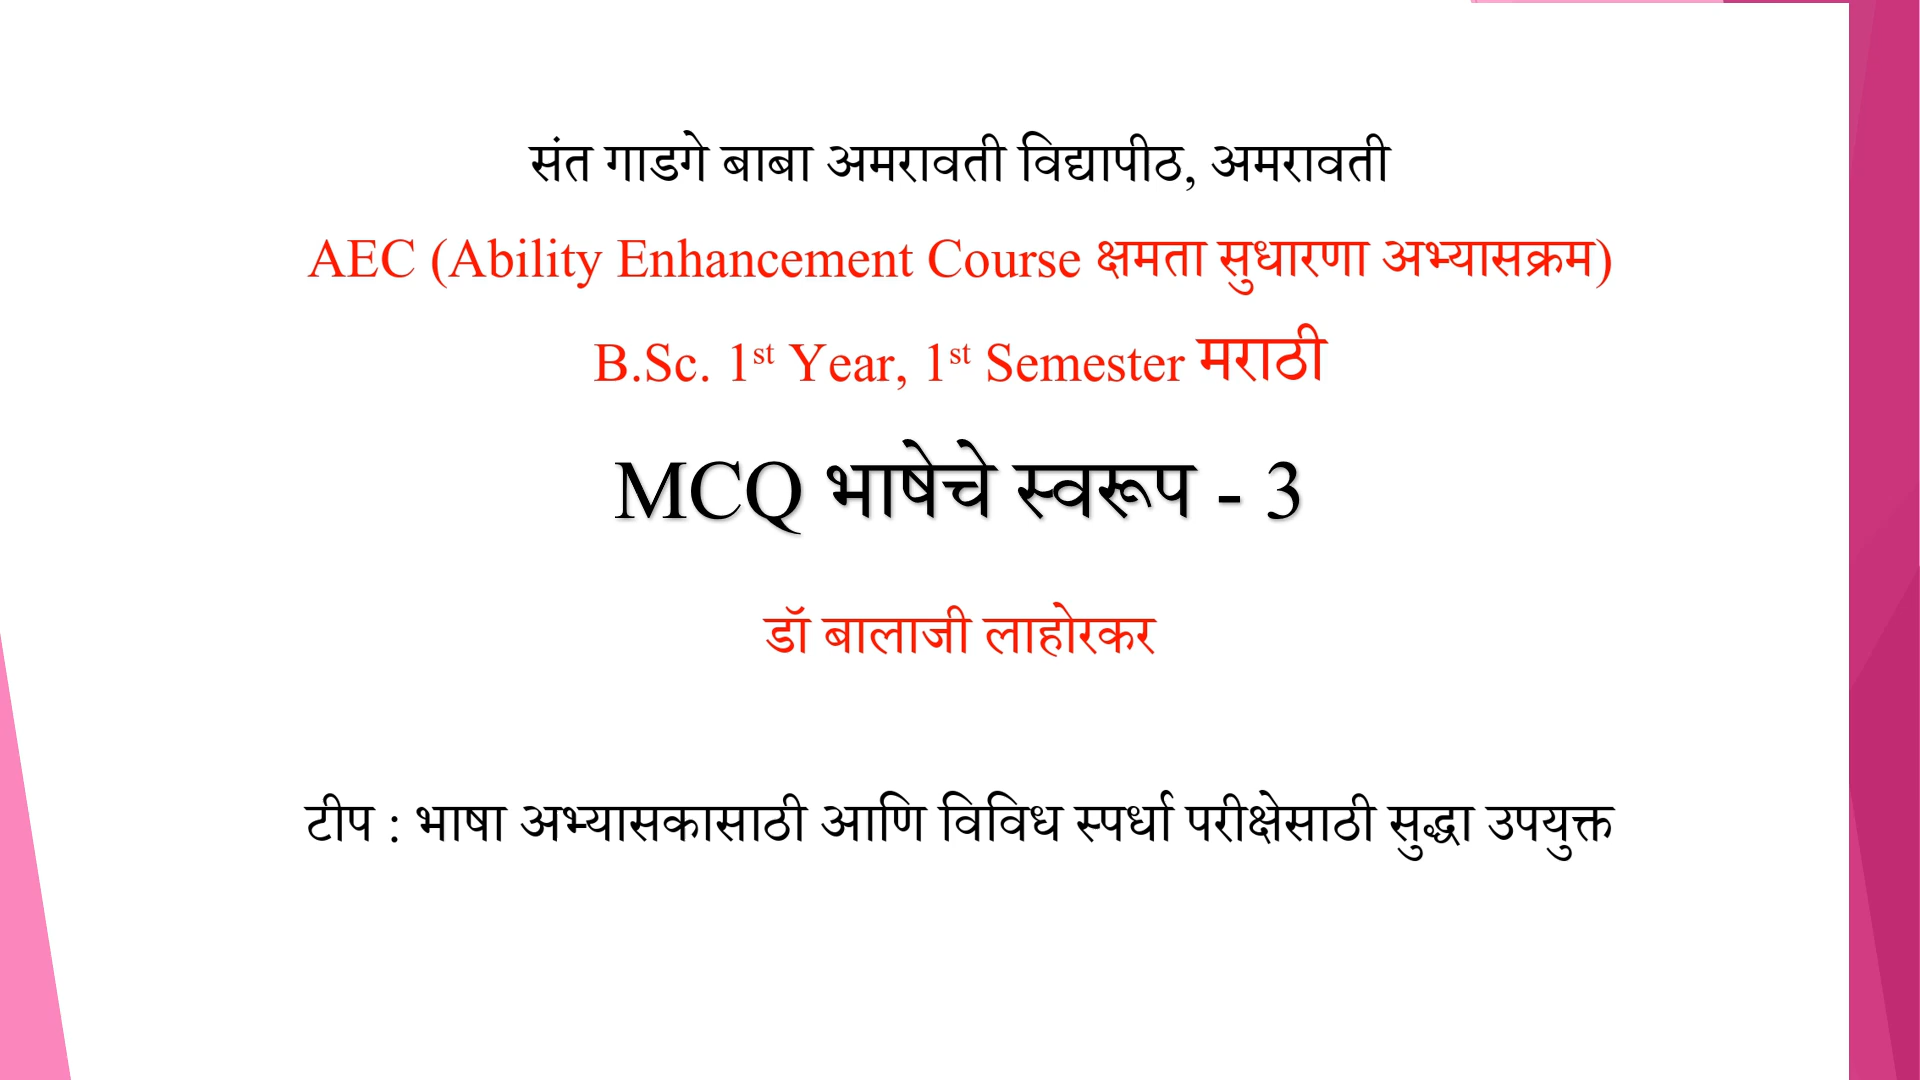 संत गाडगे बाबा अमरावती विद्यापीठ, अमरावती
AEC (Ability Enhancement Course क्षमता सुधारणा अभ्यासक्रम)
B.Sc. 1st Year, 1st Semester मराठी
MCQ भाषेचे स्वरूप - 3
डॉ बालाजी लाहोरकर
टीप : भाषा अभ्यासकासाठी आणि विविध स्पर्धा परीक्षेसाठी सुद्धा उपयुक्त